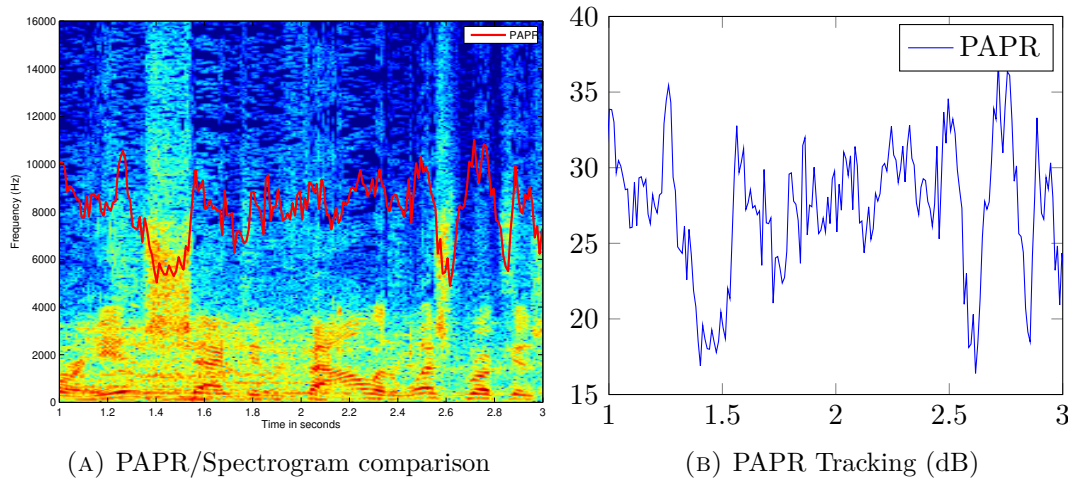 16000
14000
12000
10000
8000
6000
4000
2000
0
Frequency (Hz)
PAPR
1 1.2 1.4 1.6 1.8 2 2.2 2.4 2.6 2.8 3
Time in seconds
(A) PAPR/Spectrogram comparison
40
35
30
25
20
15
PAPR
1 1.5 2 2.5 3
(B) PAPR Tracking (dB)